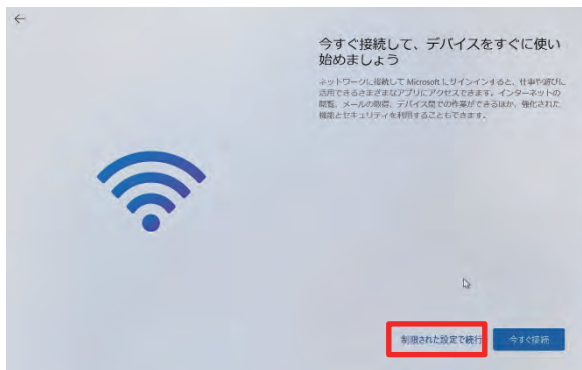 今すぐ接続して、デバイスをすぐに使い
始めましょう
ネットワークに接続して Microsoft にサインインすると、仕事や遊びに
活用できるさまざまなアプリにアクセスできます。インターネットの
閲覧、メールの取得、デバイス間での作業ができるほか、強化された
機能とセキュリティを利用することもできます。
制限された設定で続行
今すぐ接続